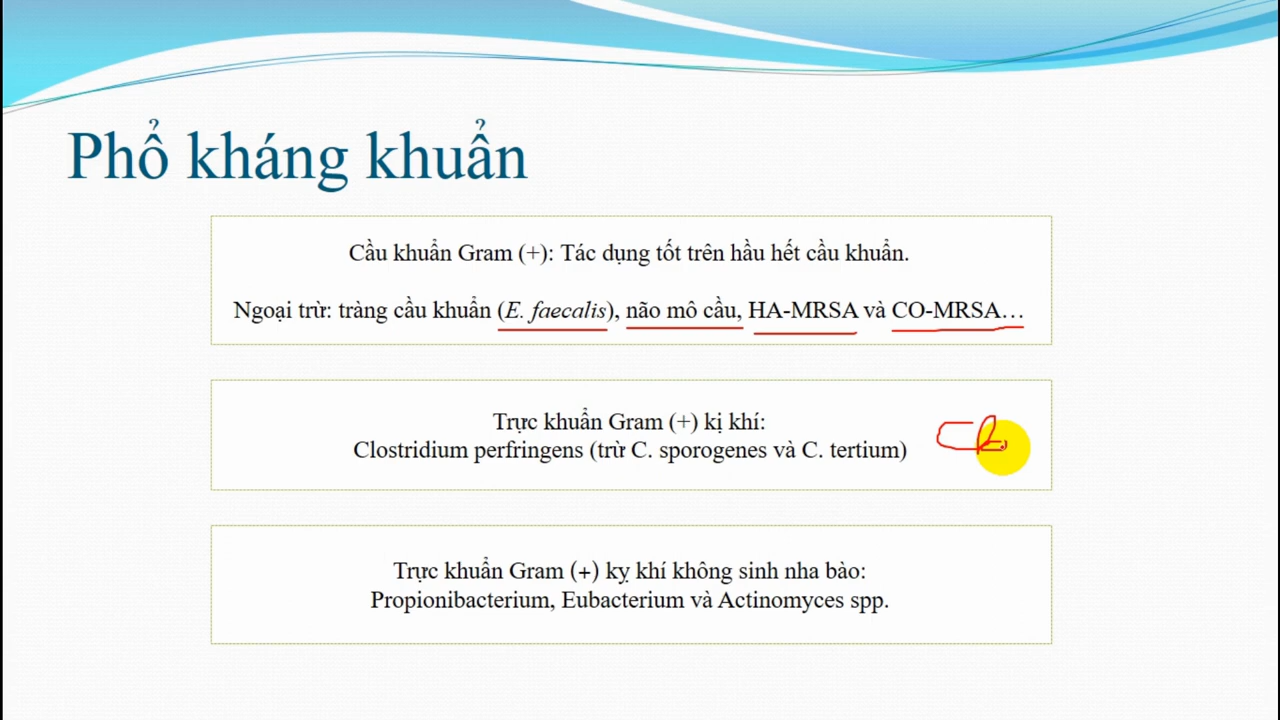 Phổ kháng khuẩn
Cầu khuẩn Gram (+): Tác dụng tốt trên hầu hết cầu khuẩn.
Ngoại trừ: tràng cầu khuẩn (E. faecalis), não mô cầu, HA-MRSA và CO-MRSA…
Trực khuẩn Gram (+) kị khí:
Clostridium perfringens (trừ C. sporogenes và C. tertium)
Trực khuẩn Gram (+) kỵ khí không sinh nha bào:
Propionibacterium, Eubacterium và Actinomyces spp.